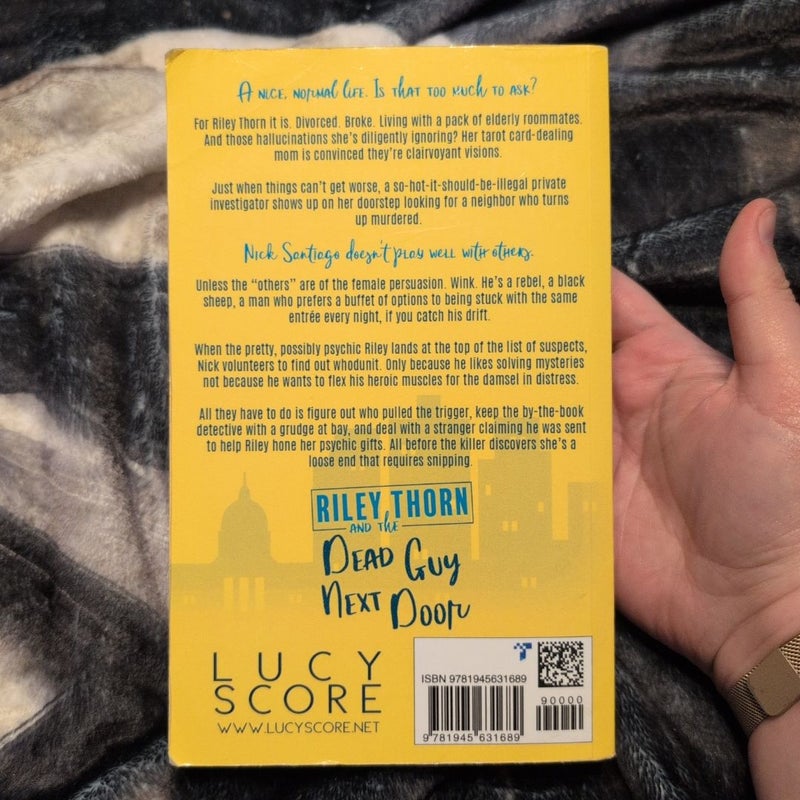 A nice, normal life. Is that too much to ask?
For Riley Thorn it is. Divorced. Broke. Living with a pack of elderly roommates.
And those hallucinations she's diligently ignoring? Her tarot card-dealing
mom is convinced they're clairvoyant visions.
Just when things can't get worse, a so-hot-it-should-be-illegal private
investigator shows up on her doorstep looking for a neighbor who turns
up murdered.
Nick Santiago doesn't play well with others.
Unless the “others” are of the female persuasion. Wink. He's a rebel, a black
sheep, a man who prefers a buffet of options to being stuck with the same
entrée every night, if you catch his drift.
When the pretty, possibly psychic Riley lands at the top of the list of suspects,
Nick volunteers to find out whodunit. Only because he likes solving mysteries
not because he wants to flex his heroic muscles for the damsel in distress.
All they have to do is figure out who pulled the trigger, keep the by-the-book
detective with a grudge at bay, and deal with a stranger claiming he was sent
to help Riley hone her psychic gifts. All before the killer discovers she's a
loose end that requires snipping.
RILEY THORN
AND the
DEAD GUY
NEXT DOOR
LUCY
SCORE
WWW.LUCYSCORE.NET
ISBN 9781945631689
90000
9 781945 631689